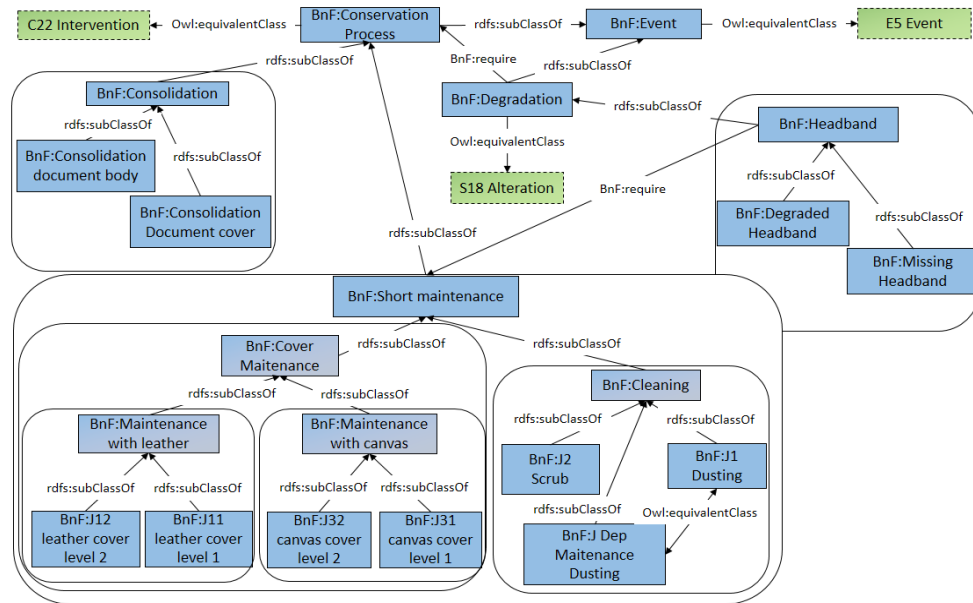 C22 Intervention
Owl:equivalentClass
BnF:Conservation
Process
rdfs:subClassOf
BnF:Event
Owl:equivalentClass
E5 Event
rdfs:subClassOf
BnF:require
rdfs:subClassOf
BnF:Consolidation
BnF:Degradation
rdfs:subClassOf
BnF:Headband
rdfs:subClassOf
Owl:equivalentClass
BnF:Consolidation
document body
rdfs:subClassOf
rdfs:subClassOf
BnF:require
S18 Alteration
BnF:Consolidation
Document cover
BnF:Degraded
Headband
rdfs:subClassOf
rdfs:subClassOf
BnF:Missing
Headband
BnF:Short maintenance
BnF:Cover
Maitenance
rdfs:subClassOf
rdfs:subClassOf
BnF:Cleaning
rdfs:subClassOf
rdfs:subClassOf
BnF:Maintenance
with leather
BnF:Maintenance
with canvas
rdfs:subClassOf
rdfs:subClassOf
BnF:J2
Scrub
BnF:J1
Dusting
rdfs:subClassOf
rdfs:subClassOf
rdfs:subClassOf
rdfs:subClassOf
rdfs:subClassOf
Owl:equivalentClass
BnF:J12
leather cover
level 2
BnF:J11
leather cover
level 1
BnF:J32
canvas cover
level 2
BnF:J31
canvas cover
level 1
BnF:J Dep
Maitenance
Dusting